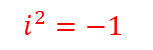 i² = −1